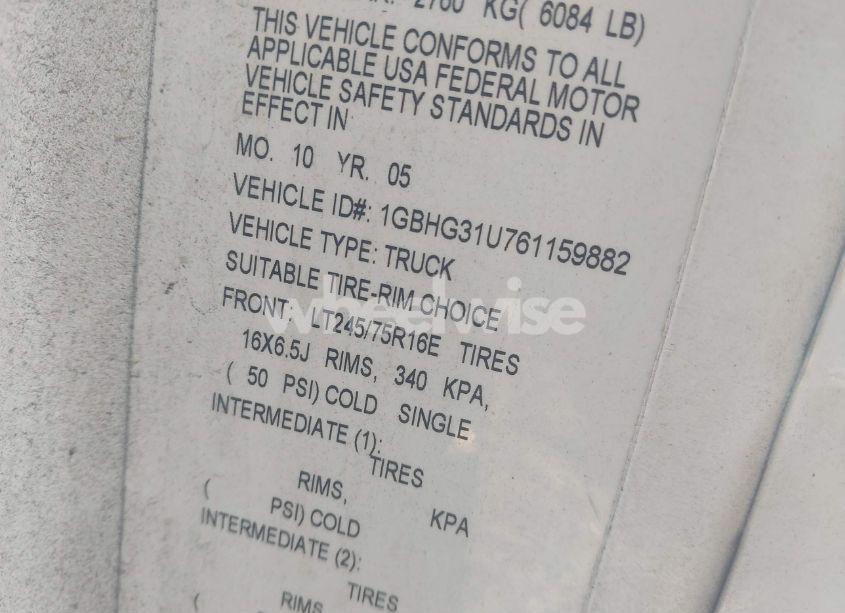 2760 KG( 6084 LB)
THIS VEHICLE CONFORMS TO ALL
APPLICABLE USA FEDERAL MOTOR
VEHICLE SAFETY STANDARDS IN
EFFECT IN
MO. 10 YR. 05
VEHICLE ID#: 1GBHG31U761159882
VEHICLE TYPE: TRUCK
SUITABLE TIRE-RIM CHOICE
FRONT: LT245/75R16E TIRES
16X6.5J RIMS, 340 KPA,
( 50 PSI) COLD SINGLE
INTERMEDIATE (1):
TIRES
RIMS, KPA
( PSI) COLD
INTERMEDIATE (2):
TIRES
( RIMS
wheelwise